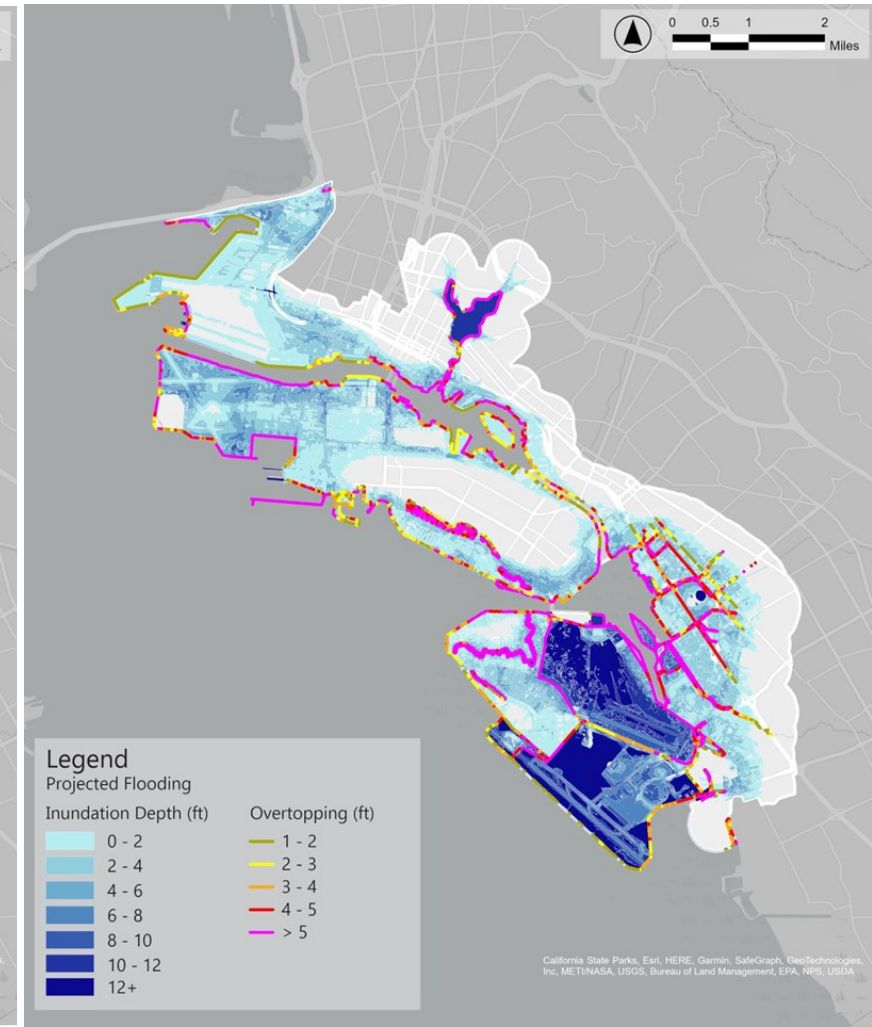 0 0.5 1 2
Miles
Legend
Projected Flooding
Inundation Depth (ft) Overtopping (ft)
0 - 2 1 - 2
2 - 4 2 - 3
4 - 6 3 - 4
6 - 8 4 - 5
8 - 10 > 5
10 - 12
12+
California State Parks, Esri, HERE, Garmin, SafeGraph, GeoTechnologies,
Inc, METI/NASA, USGS, Bureau of Land Management, EPA, NPS, USDA